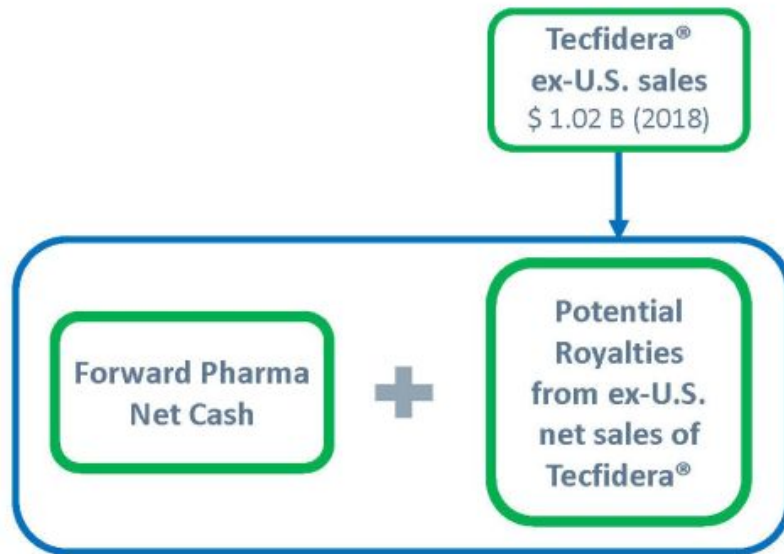 Tecfidera®
ex-U.S. sales
$ 1.02 B (2018)
Forward Pharma
Net Cash
Potential
Royalties
from ex-U.S.
net sales of
Tecfidera®